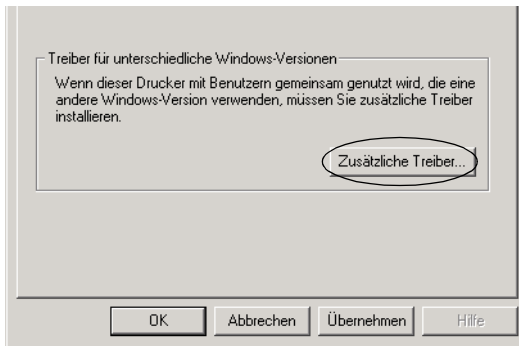 Treiber für unterschiedliche Windows-Versionen
Wenn dieser Drucker mit Benutzern gemeinsam genutzt wird, die eine
andere Windows-Version verwenden, müssen Sie zusätzliche Treiber
installieren.
Zusätzliche Treiber...
OK Abbrechen Übernehmen Hilfe